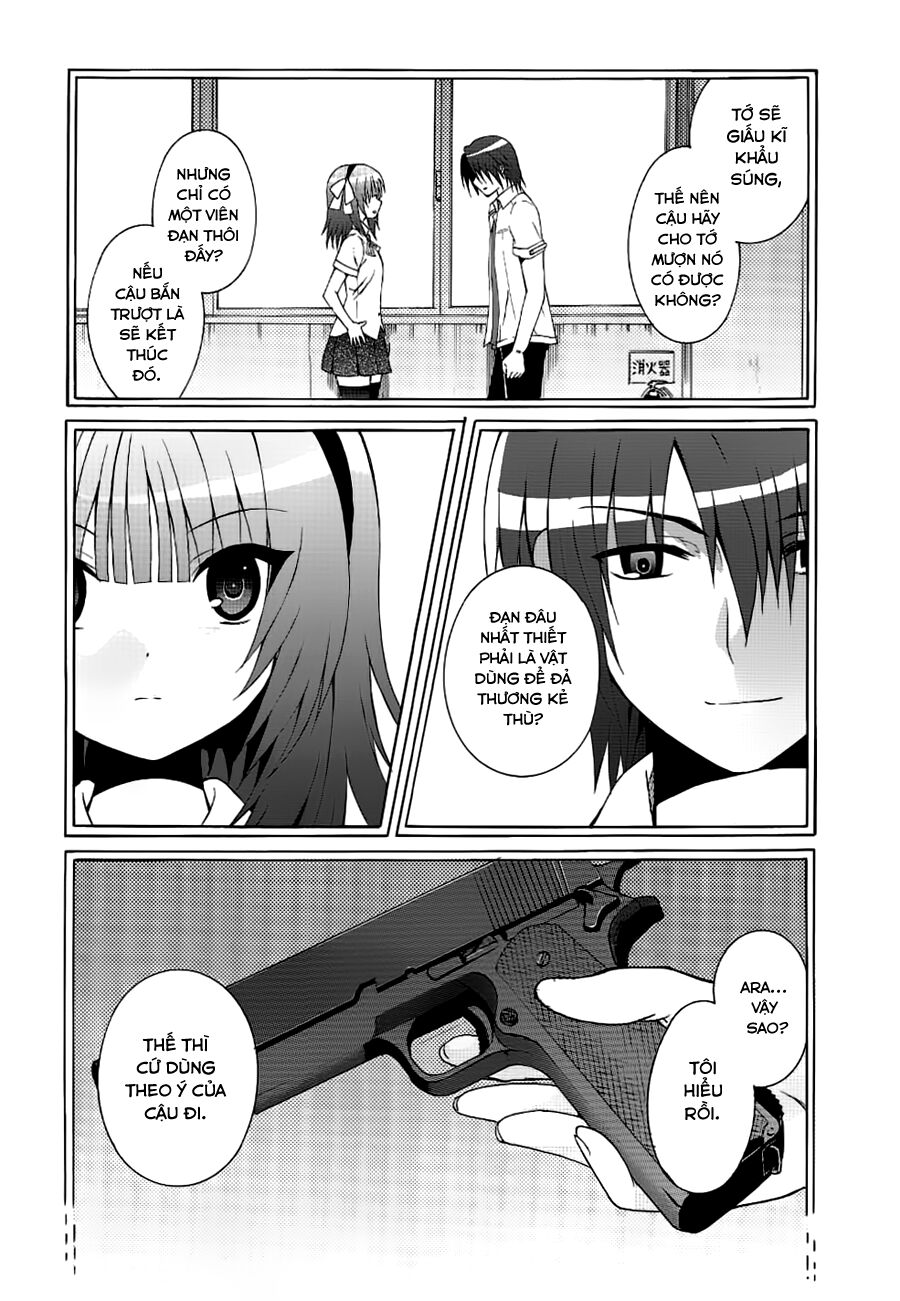 TỚ SẼ
GIẤU KĨ
KHẨU
SÚNG,
THẾ NÊN
CẬU HÃY
CHO TỚ
MƯỢN NÓ
CÓ ĐƯỢC
KHÔNG?
NHƯNG
CHỈ CÓ
MỘT VIÊN
ĐẠN THÔI
ĐẤY?
NẾU
CẬU BẮN
TRƯỢT LÀ
SẼ KẾT
THÚC
ĐÓ.
消火器
ĐẠN ĐÂU
NHẤT THIẾT
PHẢI LÀ VẬT
DÙNG ĐỂ ĐẢ
THƯƠNG KẺ
THÙ?
ARA...
VẬY
SAO?
TÔI
HIỂU
RỒI.
THẾ THÌ
CỨ DÙNG
THEO Ý CỦA
CẬU ĐI.